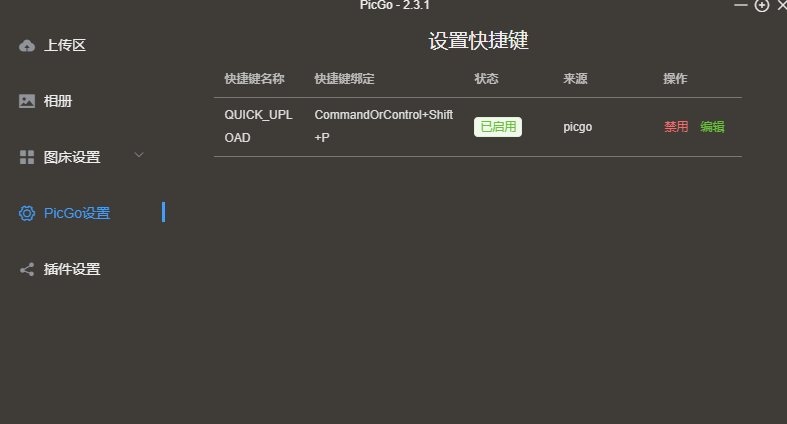 PicGo - 2.3.1
上传区
相册
图床设置
PicGo设置
插件设置
设置快捷键
快捷键名称 快捷键绑定 状态 来源 操作
QUICK_UPL CommandOrControl+Shift
OAD +P
已启用 picgo 禁用 编辑